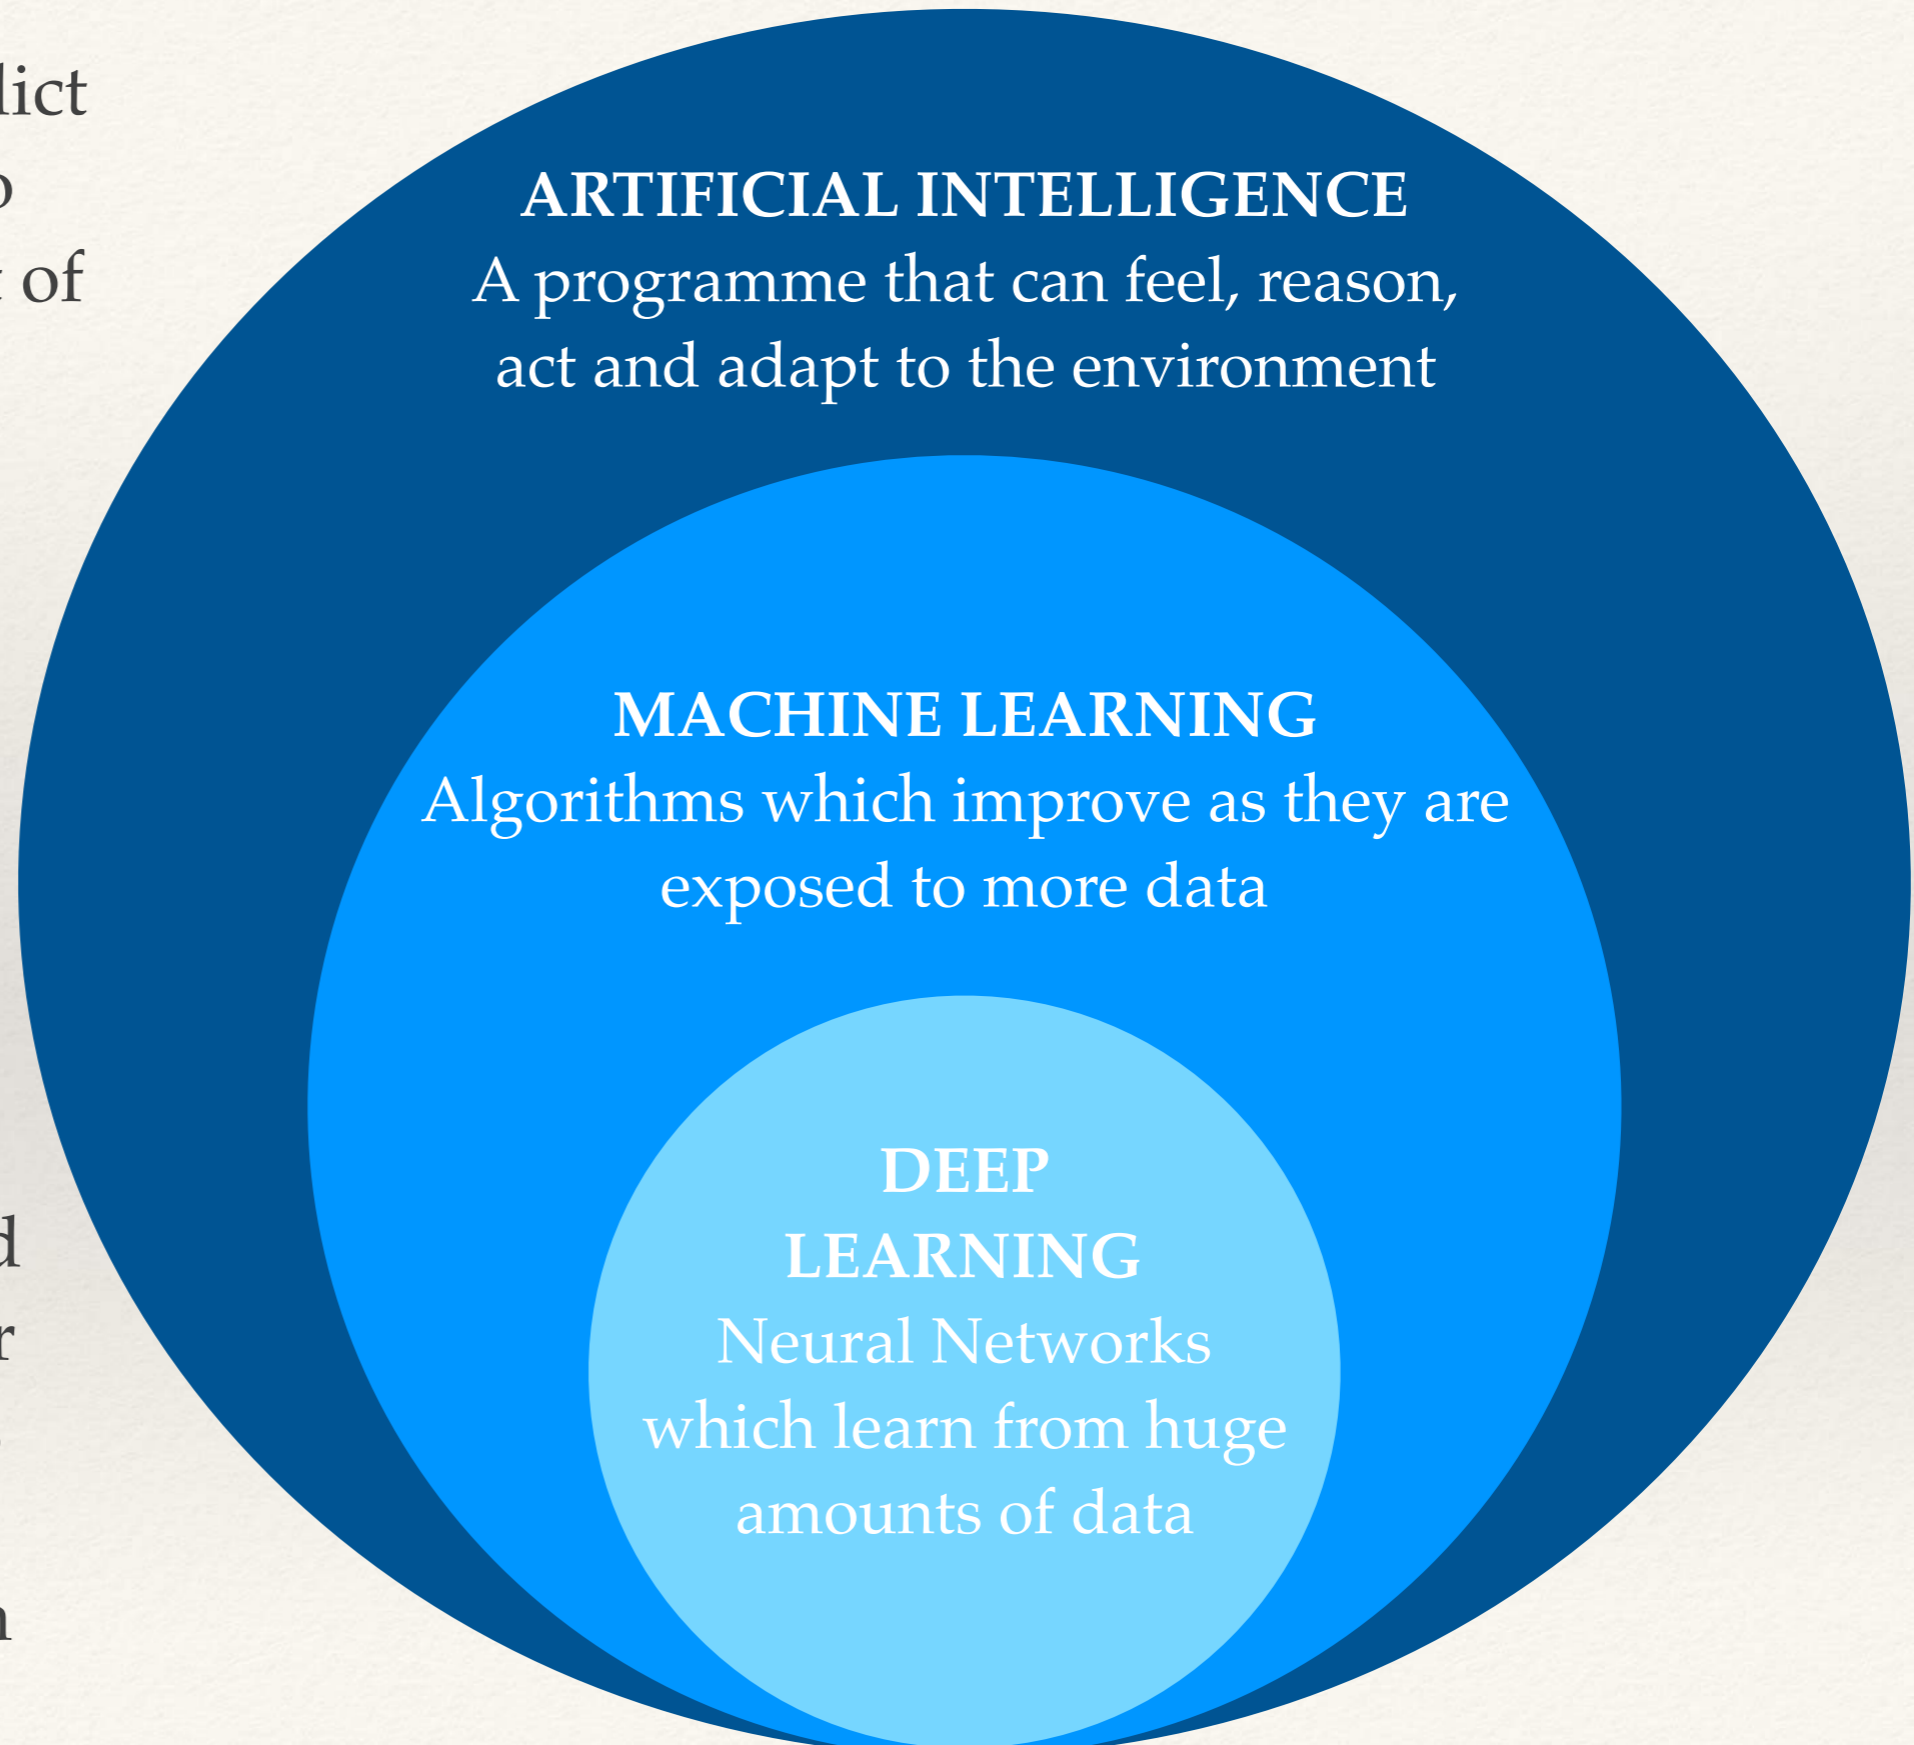 of
ARTIFICIAL INTELLIGENCE
A programme that can feel, reason,
act and adapt to the environment
MACHINE LEARNING
Algorithms which improve as they are
exposed to more data
DEEP
LEARNING
Neural Networks
which learn from huge
amounts of data